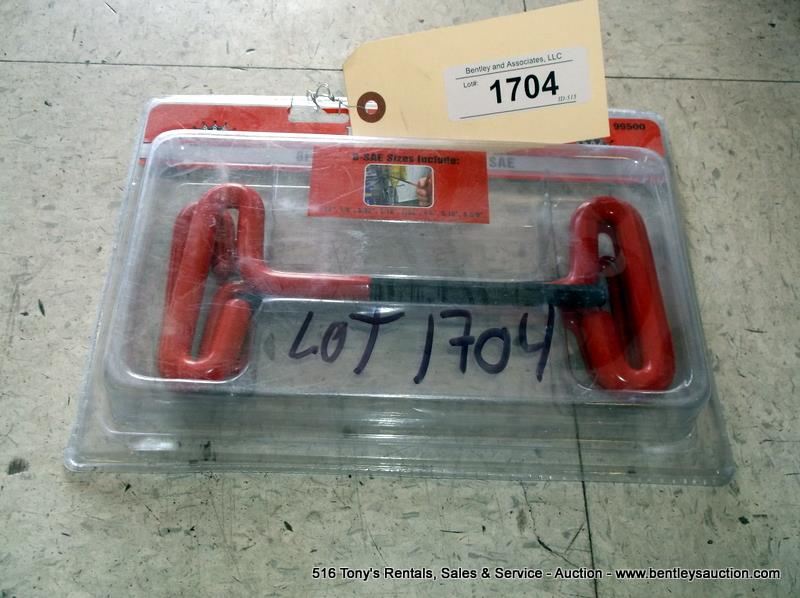 Bentley and Associates, LLC
Lot#: 1704
ID:515
99500
SAE
8-SAE Sizes Include:
LOT 1704
516 Tony's Rentals, Sales & Service - Auction - www.bentleysauction.com